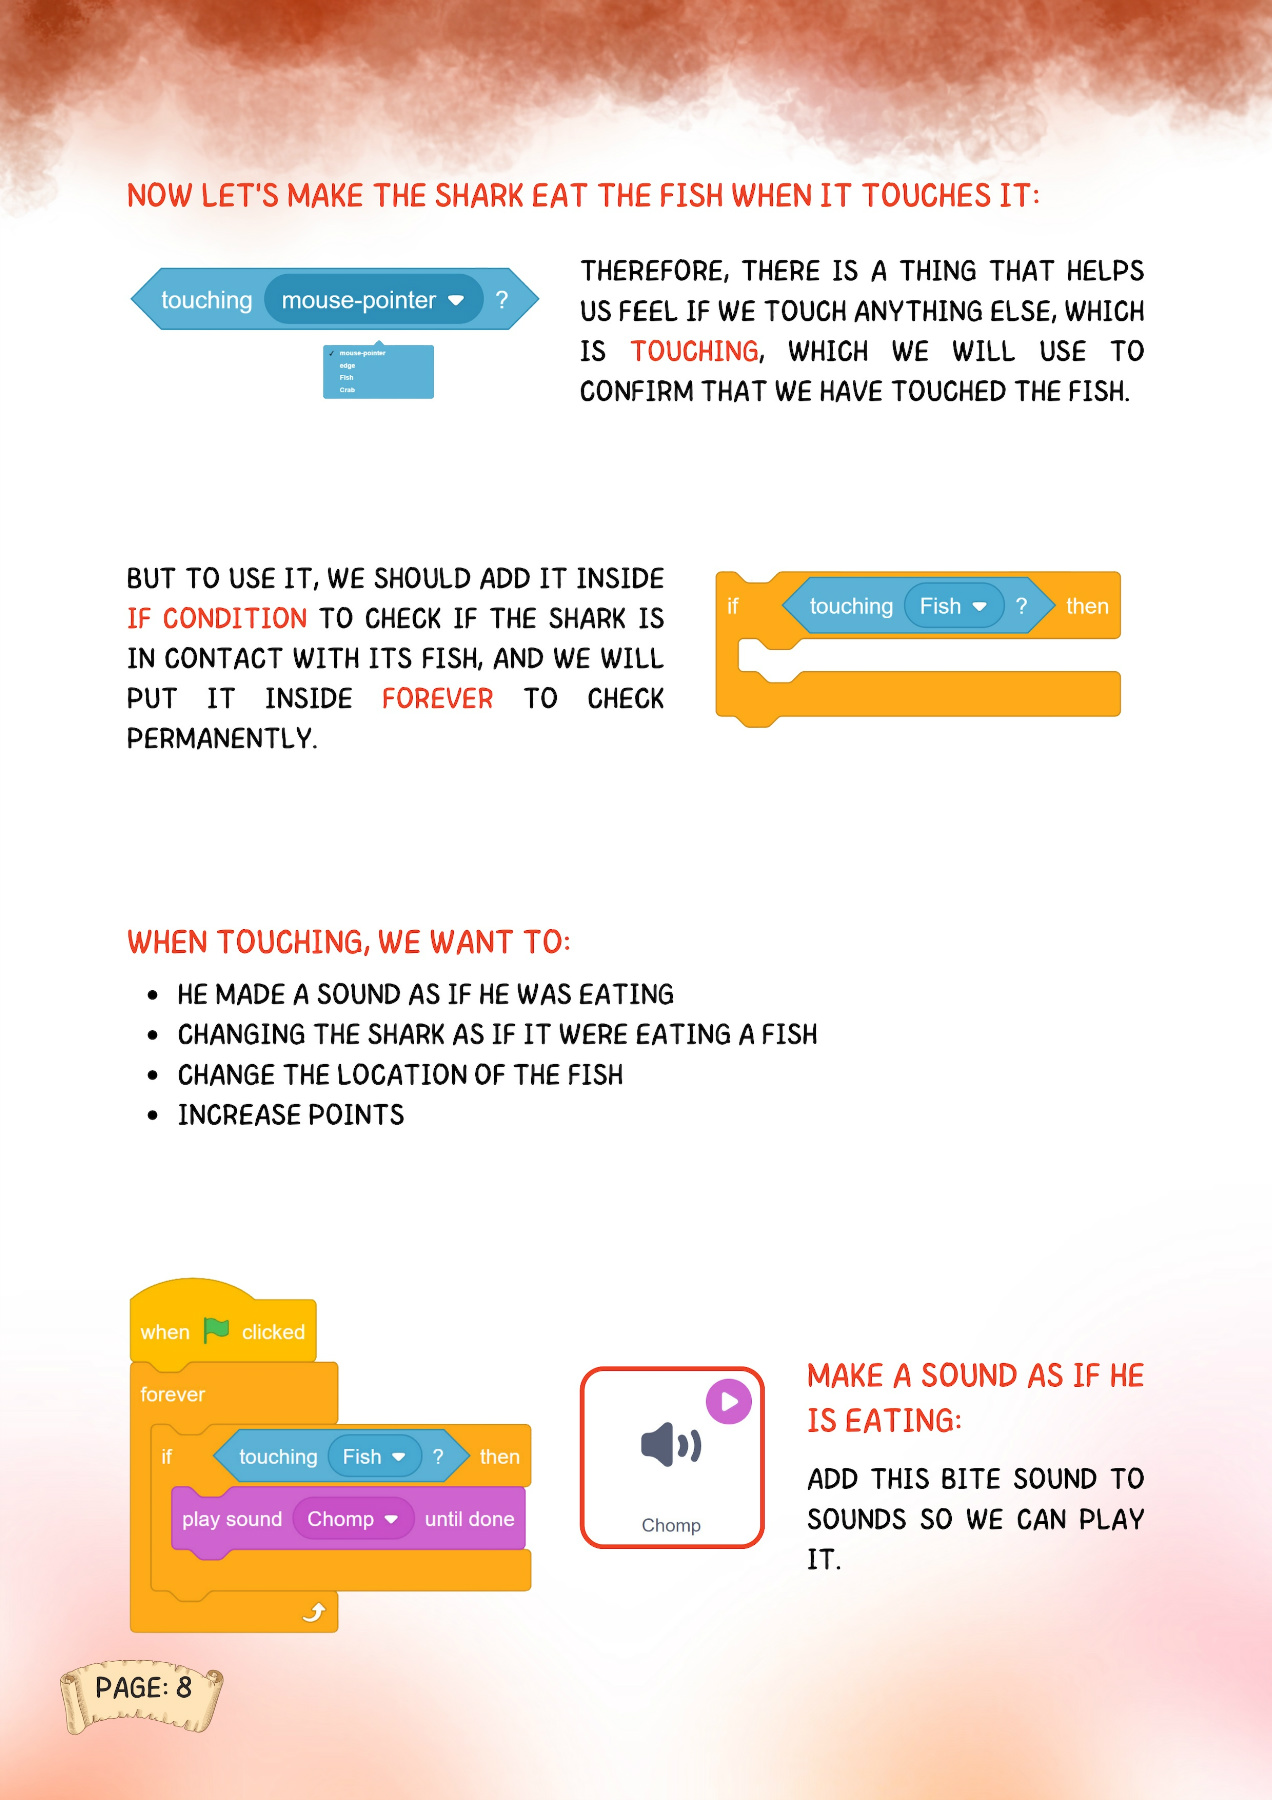 NOW LET'S MAKE THE SHARK EAT THE FISH WHEN IT TOUCHES IT:
touching mouse-pointer ?
✓ mouse-pointer
edge
Fish
Crab
THEREFORE, THERE IS A THING THAT HELPS
US FEEL IF WE TOUCH ANYTHING ELSE, WHICH
IS TOUCHING, WHICH WE WILL USE TO
CONFIRM THAT WE HAVE TOUCHED THE FISH.
BUT TO USE IT, WE SHOULD ADD IT INSIDE
IF CONDITION TO CHECK IF THE SHARK IS
IN CONTACT WITH ITS FISH, AND WE WILL
PUT IT INSIDE FOREVER TO CHECK
PERMANENTLY.
if touching Fish ? then
WHEN TOUCHING, WE WANT TO:
• HE MADE A SOUND AS IF HE WAS EATING
• CHANGING THE SHARK AS IF IT WERE EATING A FISH
• CHANGE THE LOCATION OF THE FISH
• INCREASE POINTS
when clicked
forever
if touching Fish ? then
play sound Chomp until done
Chomp
MAKE A SOUND AS IF HE
IS EATING:
ADD THIS BITE SOUND TO
SOUNDS SO WE CAN PLAY
IT.
PAGE: 8